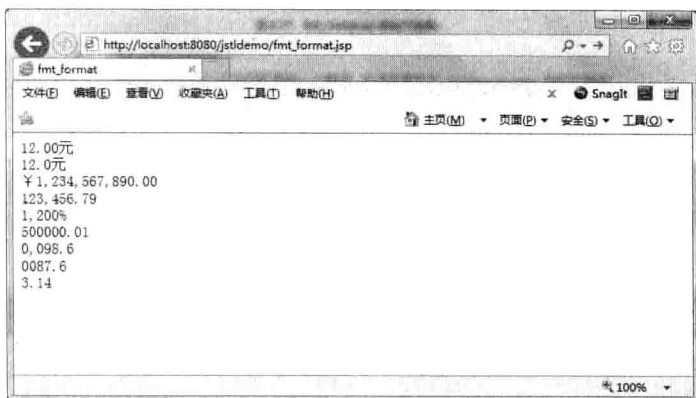 http://localhost:8080/jstldemo/fmt_format.jsp
fmt_format
文件(F) 编辑(E) 查看(V) 收藏夹(A) 工具(T) 帮助(H)
SnagIt
主页(M) 页面(P) 安全(S) 工具(O)
12.00元
12.0元
￥1,234,567,890.00
123,456.79
1,200%
500000.01
0,098.6
0087.6
3.14
100%